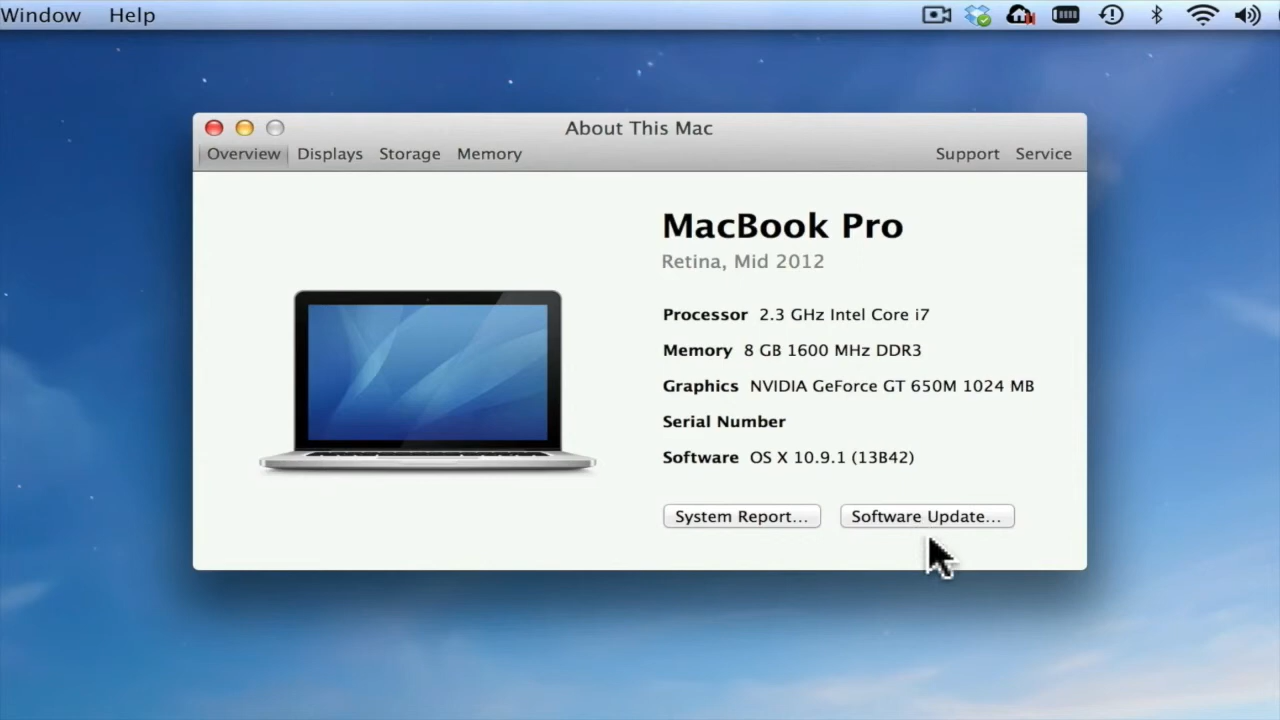 Window Help
About This Mac
Overview Displays Storage Memory Support Service
MacBook Pro
Retina, Mid 2012
Processor 2.3 GHz Intel Core i7
Memory 8 GB 1600 MHz DDR3
Graphics NVIDIA GeForce GT 650M 1024 MB
Serial Number
Software OS X 10.9.1 (13B42)
System Report... Software Update...